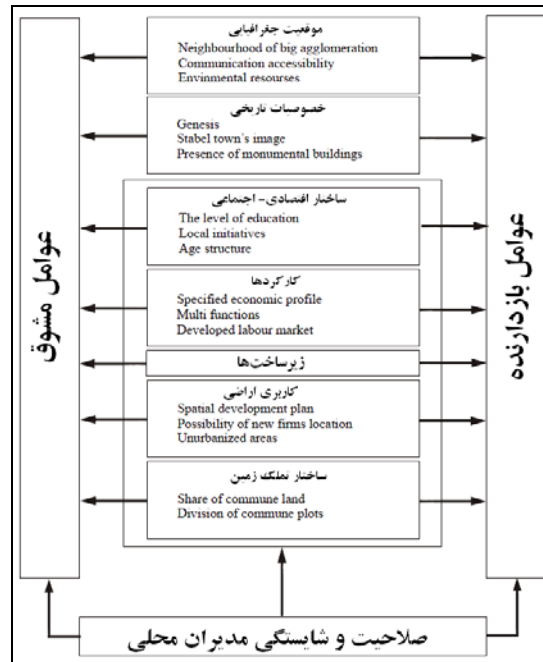 موقعیت جغرافیایی
Neighbourhood of big agglomeration
Communication accessibility
Envinmental resourses
خصوصیات تاریخی
Genesis
Stabel town's image
Presence of monumental buildings
ساختار اقتصادی- اجتماعی
The level of education
Local initiatives
Age structure
کارکردها
Specified economic profile
Multi functions
Developed labour market
زیرساخت‌ها
کاربری اراضی
Spatial development plan
Possibility of new firms location
Unurbanized areas
ساختار تملک زمین
Share of commune land
Division of commune plots
عوامل مشوق
عوامل بازدارنده
صلاحیت و شایستگی مدیران محلی